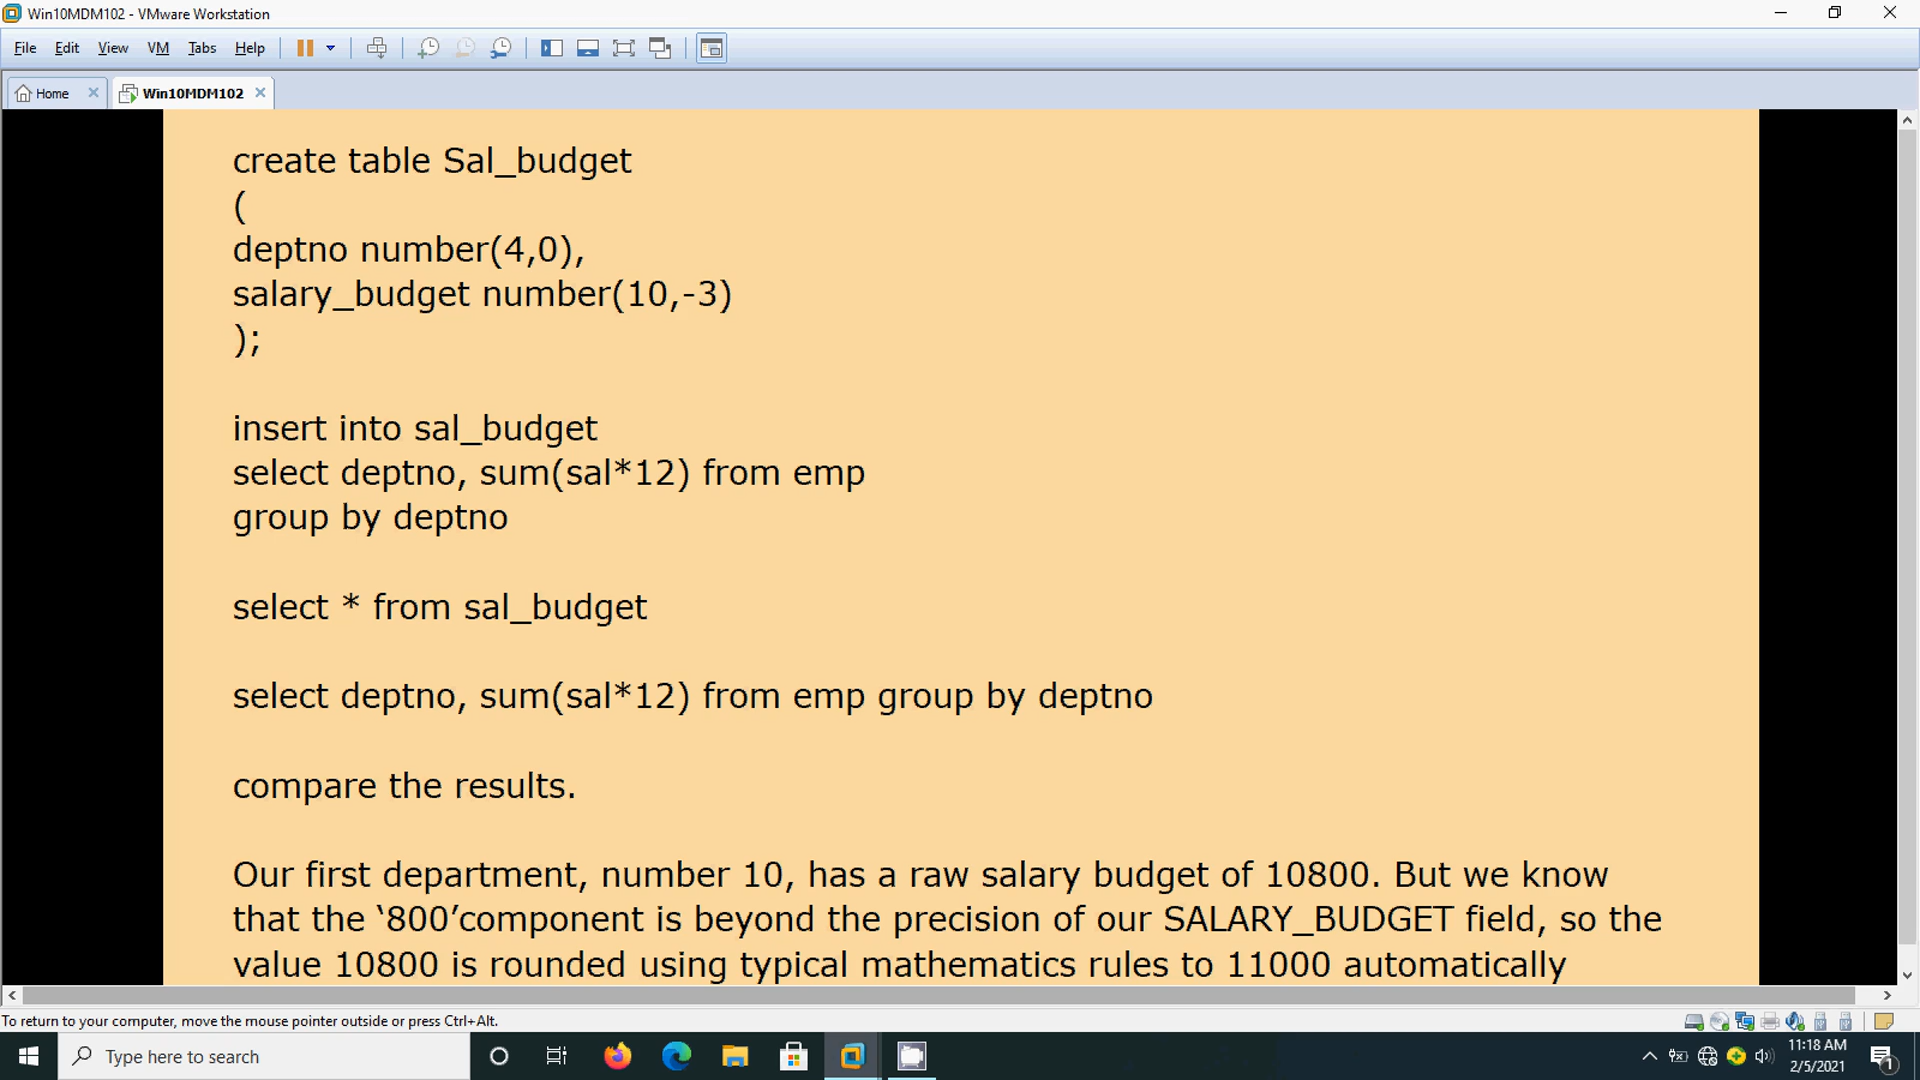 Win10MDM102 - VMware Workstation
File Edit View VM Tabs Help
Home
Win10MDM102
create table Sal_budget
(
deptno number(4,0),
salary_budget number(10,-3)
);
insert into sal_budget
select deptno, sum(sal*12) from emp
group by deptno
select * from sal_budget
select deptno, sum(sal*12) from emp group by deptno
compare the results.
Our first department, number 10, has a raw salary budget of 10800. But we know
that the ‘800’component is beyond the precision of our SALARY_BUDGET field, so the
value 10800 is rounded using typical mathematics rules to 11000 automatically
To return to your computer, move the mouse pointer outside or press Ctrl+Alt.
Type here to search
11:18 AM
2/5/2021
1